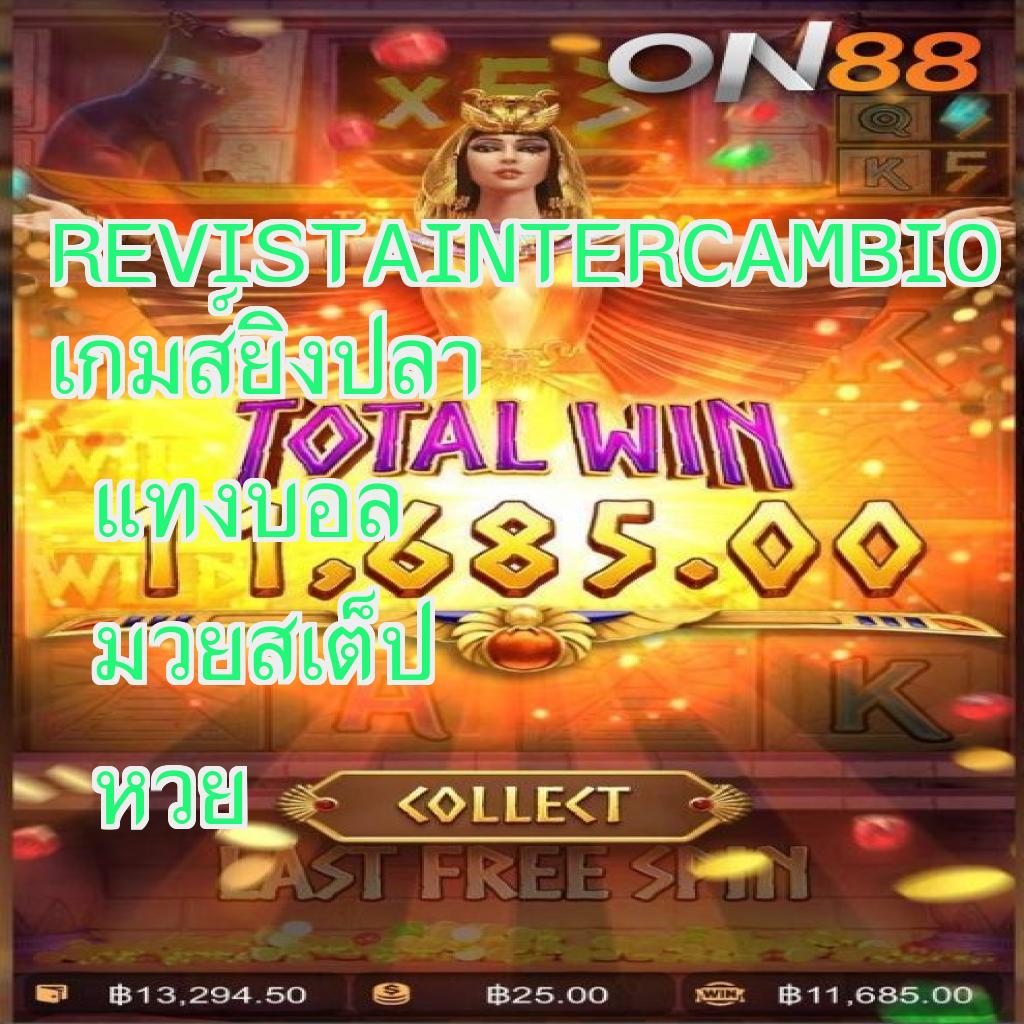 ON88
x53
Q 9
K 5
REVISTAINTERCAMBIO
เกมส์ยิงปลา
TOTAL WIN
แทงบอล
11,685.00
มวยสเต็ป
A K
หวย
COLLECT
LAST FREE SPIN
฿13,294.50 ฿25.00 WIN ฿11,685.00